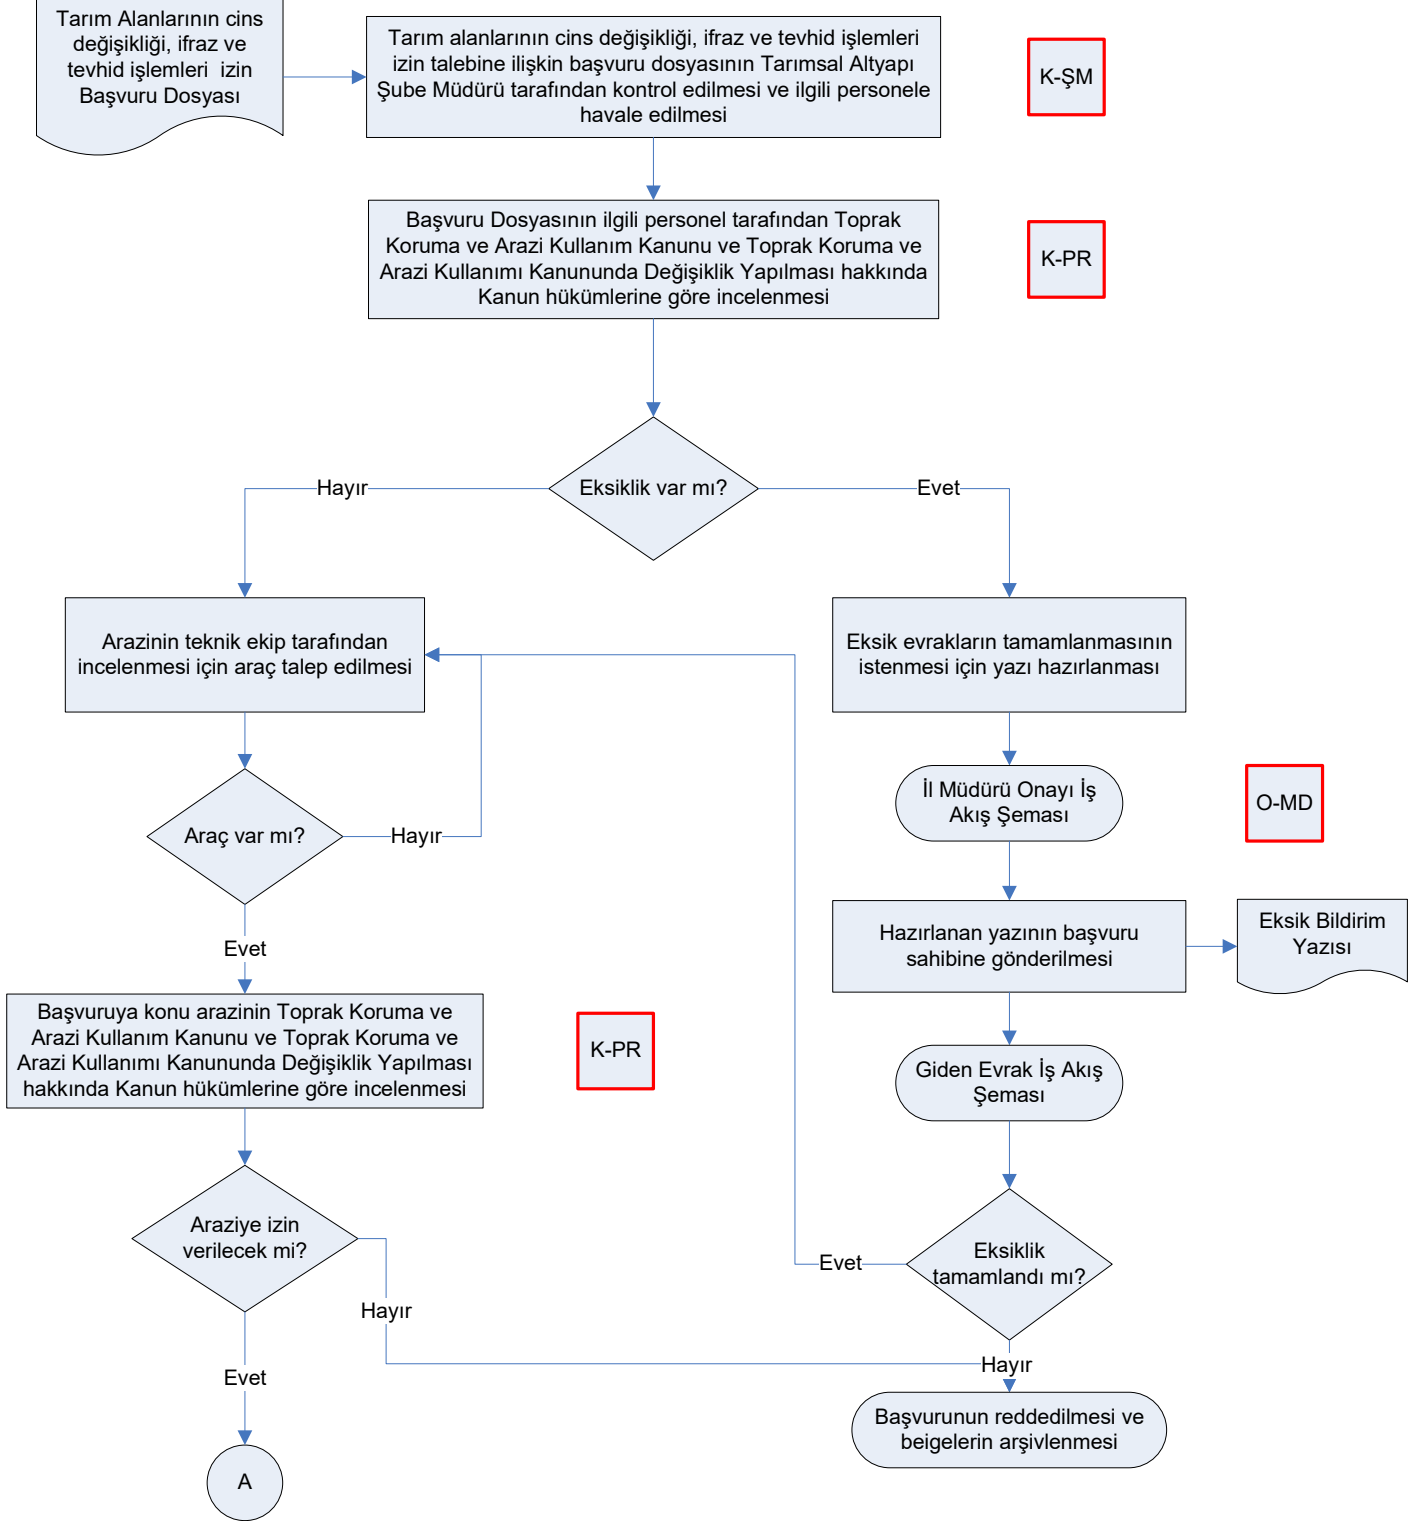 Tarım Alanlarının cins
değişikliği, ifraz ve
tevhid işlemleri  izin
Başvuru Dosyası
Tarım alanlarının cins değişikliği, ifraz ve tevhid işlemleri
izin talebine ilişkin başvuru dosyasının Tarımsal Altyapı
Şube Müdürü tarafından kontrol edilmesi ve ilgili personele
havale edilmesi
K-ŞM
Başvuru Dosyasının ilgili personel tarafından Toprak
Koruma ve Arazi Kullanım Kanunu ve Toprak Koruma ve
Arazi Kullanımı Kanununda Değişiklik Yapılması hakkında
Kanun hükümlerine göre incelenmesi
K-PR
Eksiklik var mı?
Hayır
Evet
Arazinin teknik ekip tarafından
incelenmesi için araç talep edilmesi
Eksik evrakların tamamlanmasının
istenmesi için yazı hazırlanması
Araç var mı?
Hayır
İl Müdürü Onayı İş
Akış Şeması
O-MD
Evet
Hazırlanan yazının başvuru
sahibine gönderilmesi
Eksik Bildirim
Yazısı
Başvuruya konu arazinin Toprak Koruma ve
Arazi Kullanım Kanunu ve Toprak Koruma ve
Arazi Kullanımı Kanununda Değişiklik Yapılması
hakkında Kanun hükümlerine göre incelenmesi
K-PR
Giden Evrak İş Akış
Şeması
Araziye izin
verilecek mi?
Eksiklik
tamamlandı mı?
Evet
Hayır
Hayır
Evet
Başvurunun reddedilmesi ve
beigelerin arşivlenmesi
A